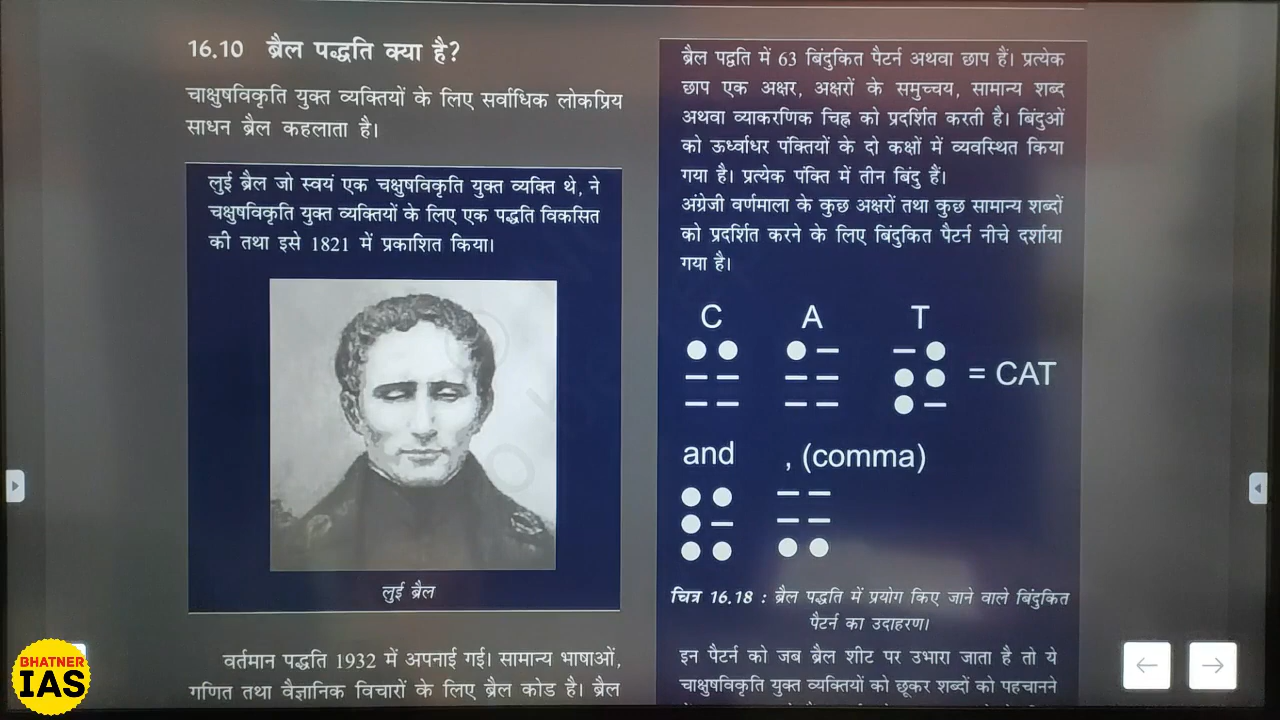 16.10 ब्रैल पद्धति क्या है?
चाक्षुषविकृति युक्त व्यक्तियों के लिए सर्वाधिक लोकप्रिय
साधन ब्रैल कहलाता है।
लुई ब्रैल जो स्वयं एक चक्षुषविकृति युक्त व्यक्ति थे, ने
चक्षुषविकृति युक्त व्यक्तियों के लिए एक पद्धति विकसित
की तथा इसे 1821 में प्रकाशित किया।
लुई ब्रैल
वर्तमान पद्धति 1932 में अपनाई गई। सामान्य भाषाओं,
गणित तथा वैज्ञानिक विचारों के लिए ब्रैल कोड है। ब्रैल
ब्रैल पद्वति में 63 बिंदुकित पैटर्न अथवा छाप हैं। प्रत्येक
छाप एक अक्षर, अक्षरों के समुच्चय, सामान्य शब्द
अथवा व्याकरणिक चिह्न को प्रदर्शित करती है। बिंदुओं
को ऊर्ध्वाधर पंक्तियों के दो कक्षों में व्यवस्थित किया
गया है। प्रत्येक पंक्ति में तीन बिंदु हैं।
अंग्रेजी वर्णमाला के कुछ अक्षरों तथा कुछ सामान्य शब्दों
को प्रदर्शित करने के लिए बिंदुकित पैटर्न नीचे दर्शाया
गया है।
C A T
= CAT
and , (comma)
चित्र 16.18 : ब्रैल पद्धति में प्रयोग किए जाने वाले बिंदुकित
पैटर्न का उदाहरण।
इन पैटर्न को जब ब्रैल शीट पर उभारा जाता है तो ये
चाक्षुषविकृति युक्त व्यक्तियों को छूकर शब्दों को पहचानने
BHATNER
IAS